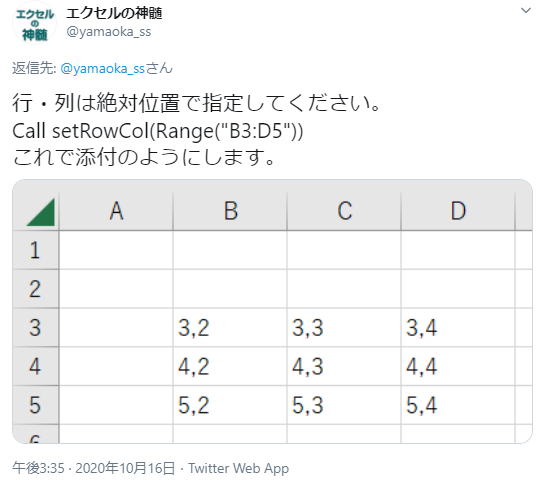 エクセルの神髄
エクセルの神髄
@yamaoka_ss
返信先: @yamaoka_ssさん
行・列は絶対位置で指定してください。
Call setRowCol(Range("B3:D5"))
これで添付のようにします。
A B C D
1
2
3 3,2 3,3 3,4
4 4,2 4,3 4,4
5 5,2 5,3 5,4
6
午後3:35 · 2020年10月16日 · Twitter Web App